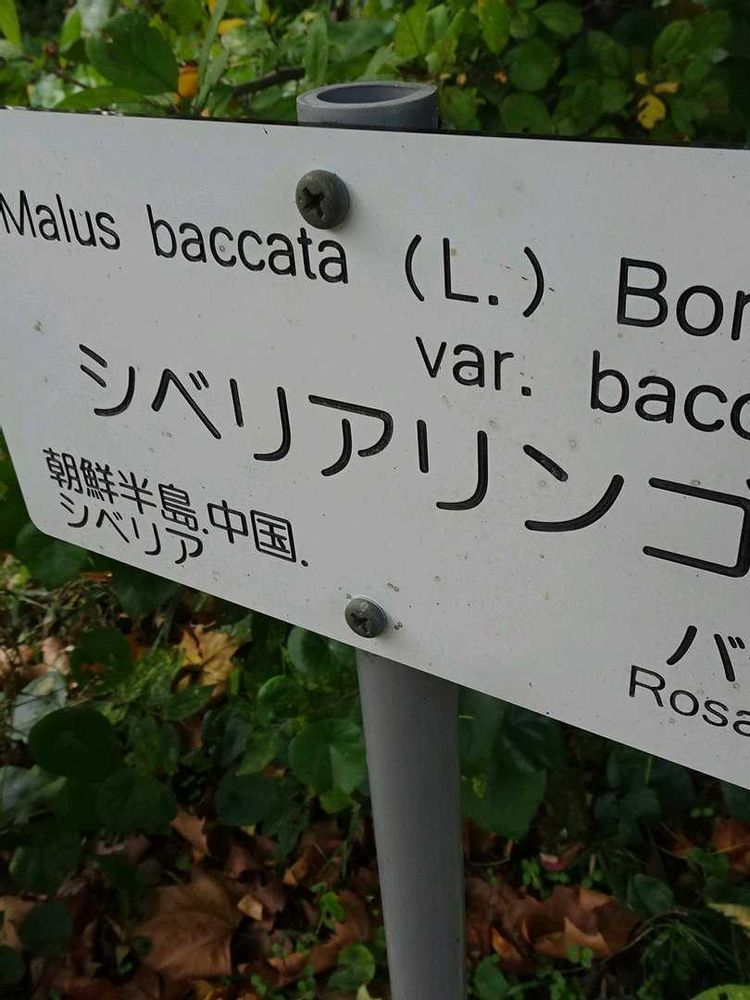 Malus baccata (L.) Bor
var. bacc
シベリアリンゴ
朝鮮半島.中国.
シベリア
バ
Rosa